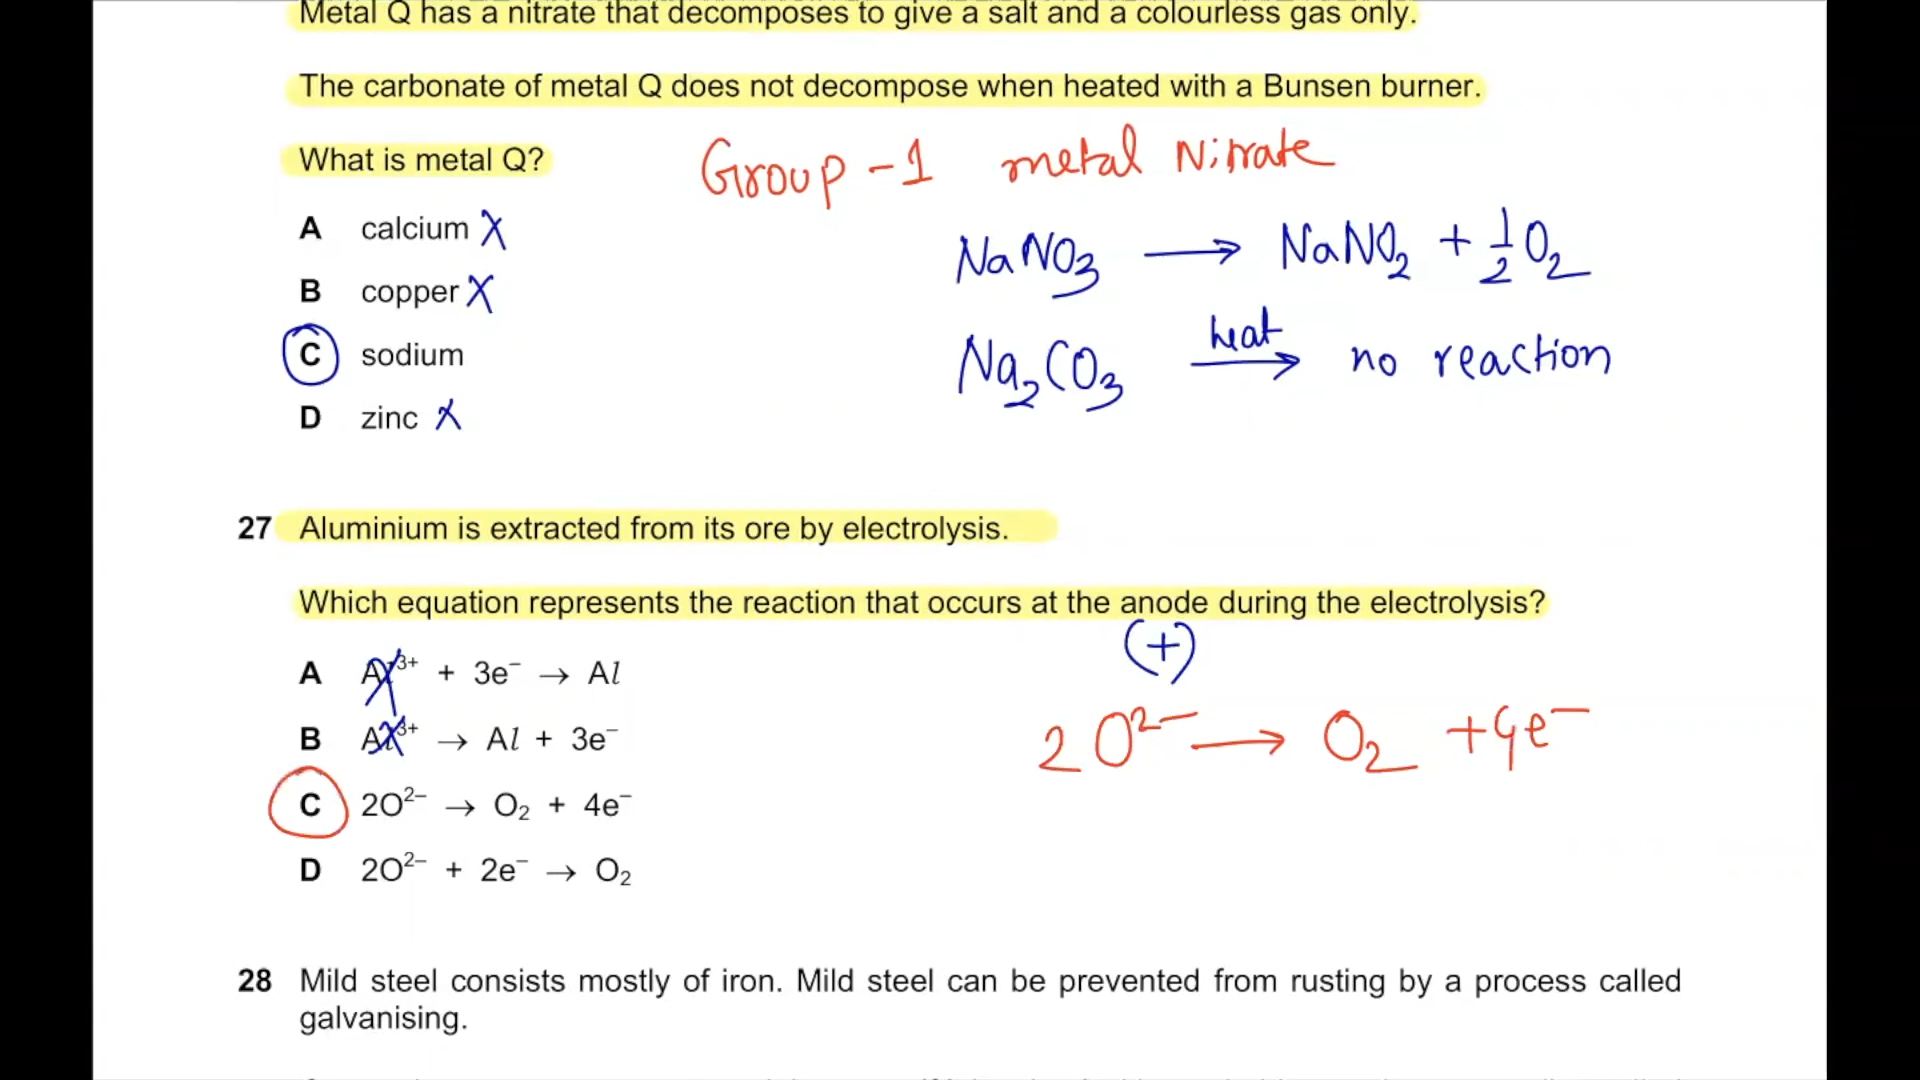 Metal Q has a nitrate that decomposes to give a salt and a colourless gas only.
The carbonate of metal Q does not decompose when heated with a Bunsen burner.
What is metal Q?
Group-1 metal Nitrate
A calcium X
B copper X
C sodium
D zinc X
NaNO₃ → NaNO₂ + ½O₂
Na₂CO₃ heat→ no reaction
27 Aluminium is extracted from its ore by electrolysis.
Which equation represents the reaction that occurs at the anode during the electrolysis?
(+)
A Al³⁺ + 3e⁻ → Al
B Al³⁺ → Al + 3e⁻
C 2O²⁻ → O₂ + 4e⁻
D 2O²⁻ + 2e⁻ → O₂
2O²⁻ → O₂ + 4e⁻
28 Mild steel consists mostly of iron. Mild steel can be prevented from rusting by a process called
galvanising.